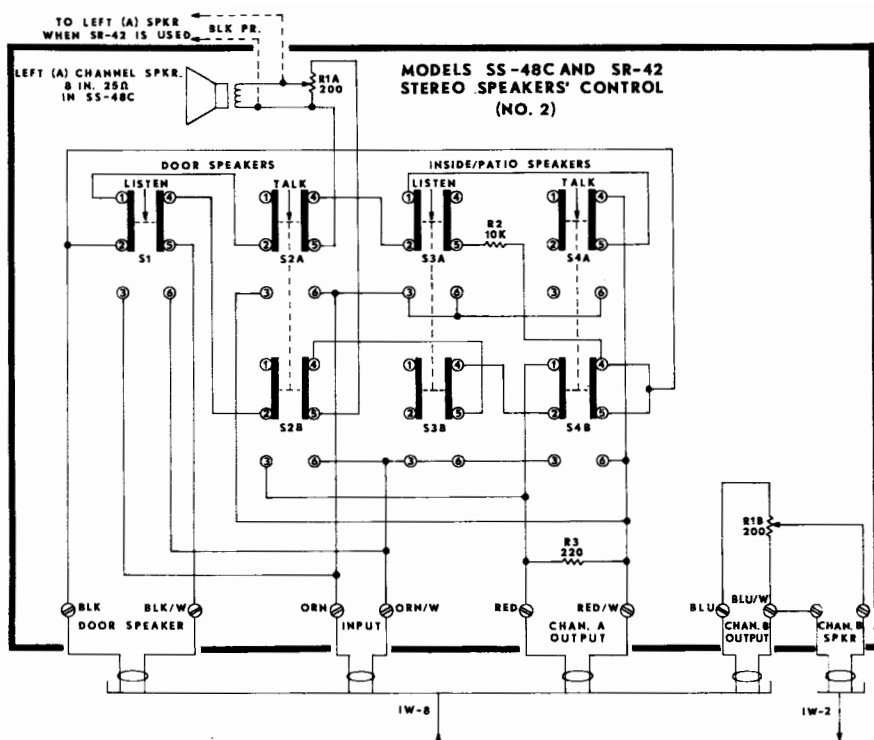 TO LEFT (A) SPKR
WHEN SR-42 IS USED
BLK PR.
LEFT (A) CHANNEL SPKR.
8 IN. 25Ω
IN SS-48C
R1A
200
MODELS SS-48C AND SR-42
STEREO SPEAKERS' CONTROL
(NO. 2)
DOOR SPEAKERS
INSIDE/PATIO SPEAKERS
LISTEN
TALK
LISTEN
TALK
1 4 1 4 1 4 1 4
R2
10K
2 5 2 5 2 5 2 5
S1
S2A
S3A
S4A
3 6 3 6 3 6 3 6
1 4 1 4 1 4
2 5 2 5 2 5
S2B
S3B
S4B
3 6 3 6 3 6
R1B
200
R3
220
BLK
BLK/W
ORN
ORN/W
RED
RED/W
BLU
BLU/W
DOOR SPEAKER
INPUT
CHAN. A
OUTPUT
CHAN. B
OUTPUT
CHAN. B
SPKR
IW-8
IW-2